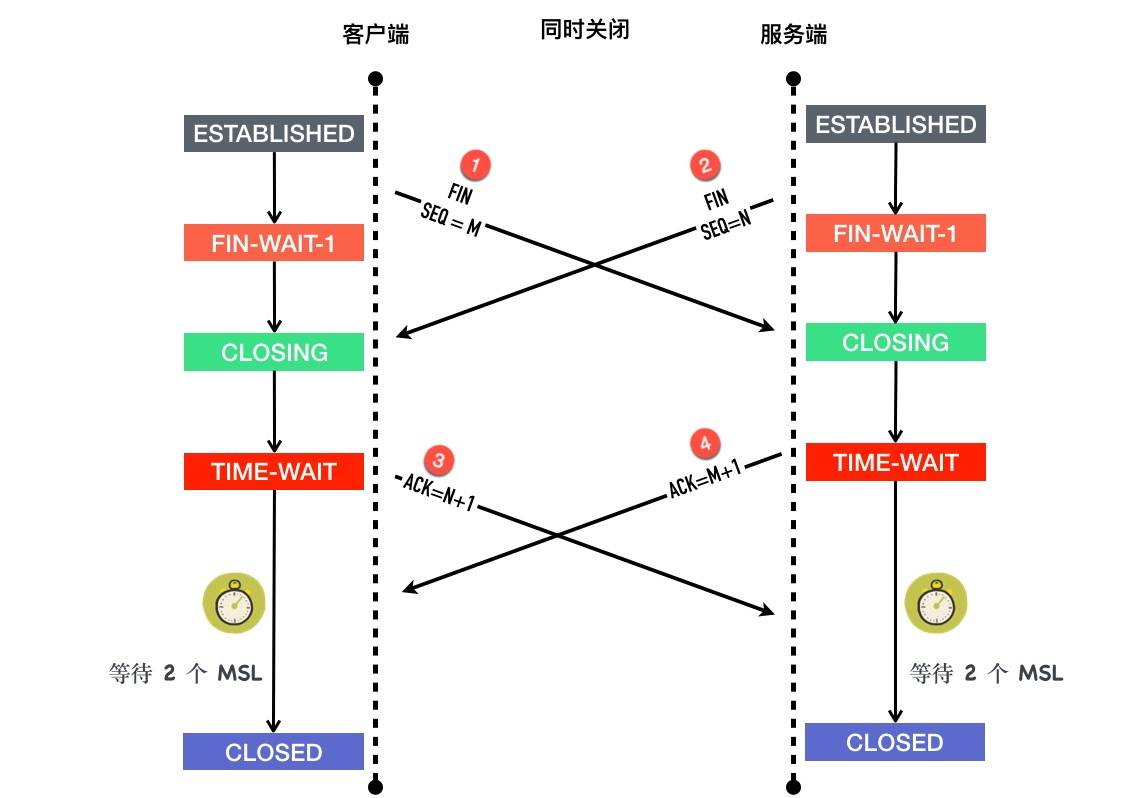 客户端
同时关闭
服务端
ESTABLISHED
ESTABLISHED
1
2
FIN
SEQ = M
FIN
SEQ=N
FIN-WAIT-1
FIN-WAIT-1
CLOSING
CLOSING
3
4
ACK=N+1
ACK=M+1
TIME-WAIT
TIME-WAIT
等待 2 个 MSL
等待 2 个 MSL
CLOSED
CLOSED